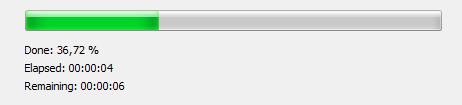 Done: 36,72 %
Elapsed: 00:00:04
Remaining: 00:00:06